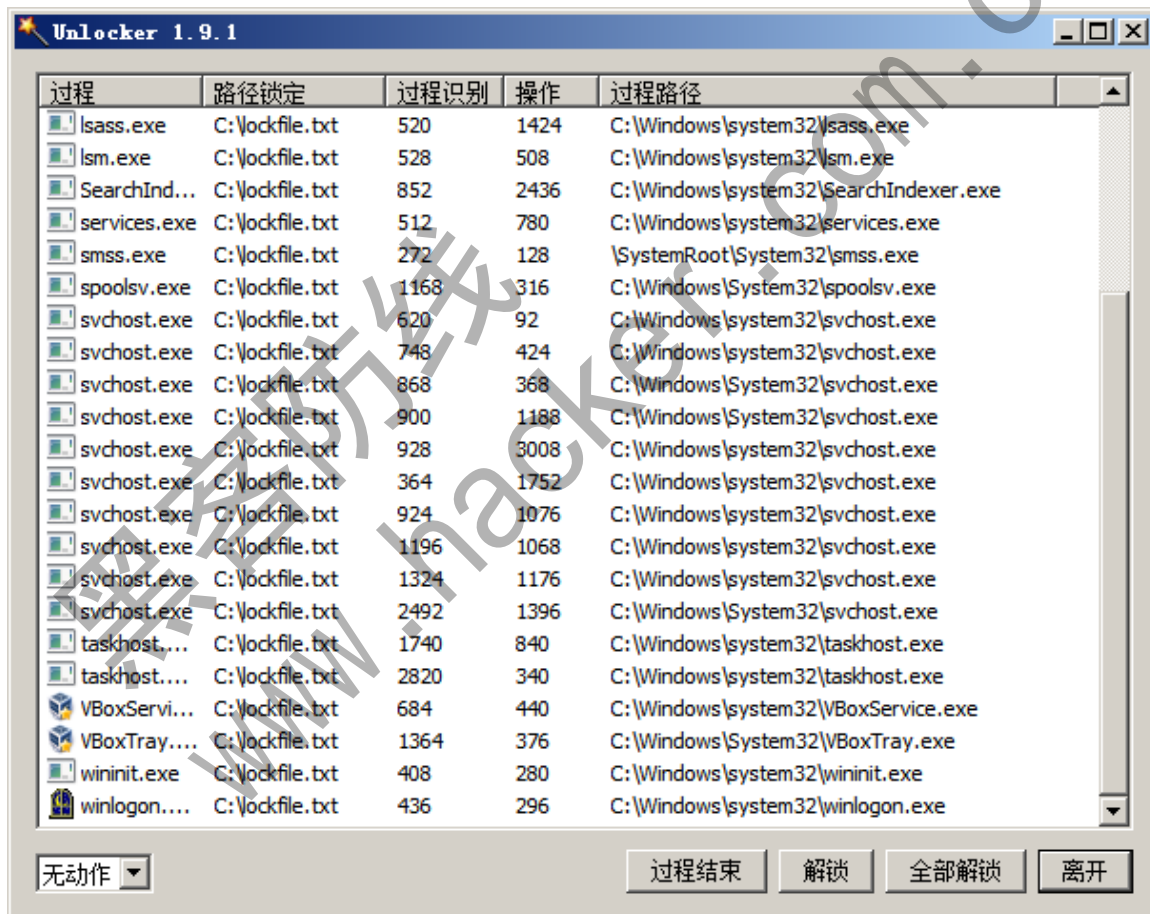 Unlocker 1.9.1
过程 路径锁定 过程识别 操作 过程路径
lsass.exe C:\lockfile.txt 520 1424 C:\Windows\system32\lsass.exe
lsm.exe C:\lockfile.txt 528 508 C:\Windows\system32\lsm.exe
SearchInd... C:\lockfile.txt 852 2436 C:\Windows\system32\SearchIndexer.exe
services.exe C:\lockfile.txt 512 780 C:\Windows\system32\services.exe
smss.exe C:\lockfile.txt 272 128 \SystemRoot\System32\smss.exe
spoolsv.exe C:\lockfile.txt 1168 316 C:\Windows\System32\spoolsv.exe
svchost.exe C:\lockfile.txt 620 92 C:\Windows\system32\svchost.exe
svchost.exe C:\lockfile.txt 748 424 C:\Windows\system32\svchost.exe
svchost.exe C:\lockfile.txt 868 368 C:\Windows\System32\svchost.exe
svchost.exe C:\lockfile.txt 900 1188 C:\Windows\System32\svchost.exe
svchost.exe C:\lockfile.txt 928 3008 C:\Windows\system32\svchost.exe
svchost.exe C:\lockfile.txt 364 1752 C:\Windows\system32\svchost.exe
svchost.exe C:\lockfile.txt 924 1076 C:\Windows\system32\svchost.exe
svchost.exe C:\lockfile.txt 1196 1068 C:\Windows\system32\svchost.exe
svchost.exe C:\lockfile.txt 1324 1176 C:\Windows\system32\svchost.exe
svchost.exe C:\lockfile.txt 2492 1396 C:\Windows\System32\svchost.exe
taskhost.... C:\lockfile.txt 1740 840 C:\Windows\system32\taskhost.exe
taskhost.... C:\lockfile.txt 2820 340 C:\Windows\system32\taskhost.exe
VBoxServi... C:\lockfile.txt 684 440 C:\Windows\system32\VBoxService.exe
VBoxTray.... C:\lockfile.txt 1364 376 C:\Windows\System32\VBoxTray.exe
wininit.exe C:\lockfile.txt 408 280 C:\Windows\system32\wininit.exe
winlogon.... C:\lockfile.txt 436 296 C:\Windows\system32\winlogon.exe
无动作 过程结束 解锁 全部解锁 离开
黑客防线
www.hacker.com.c